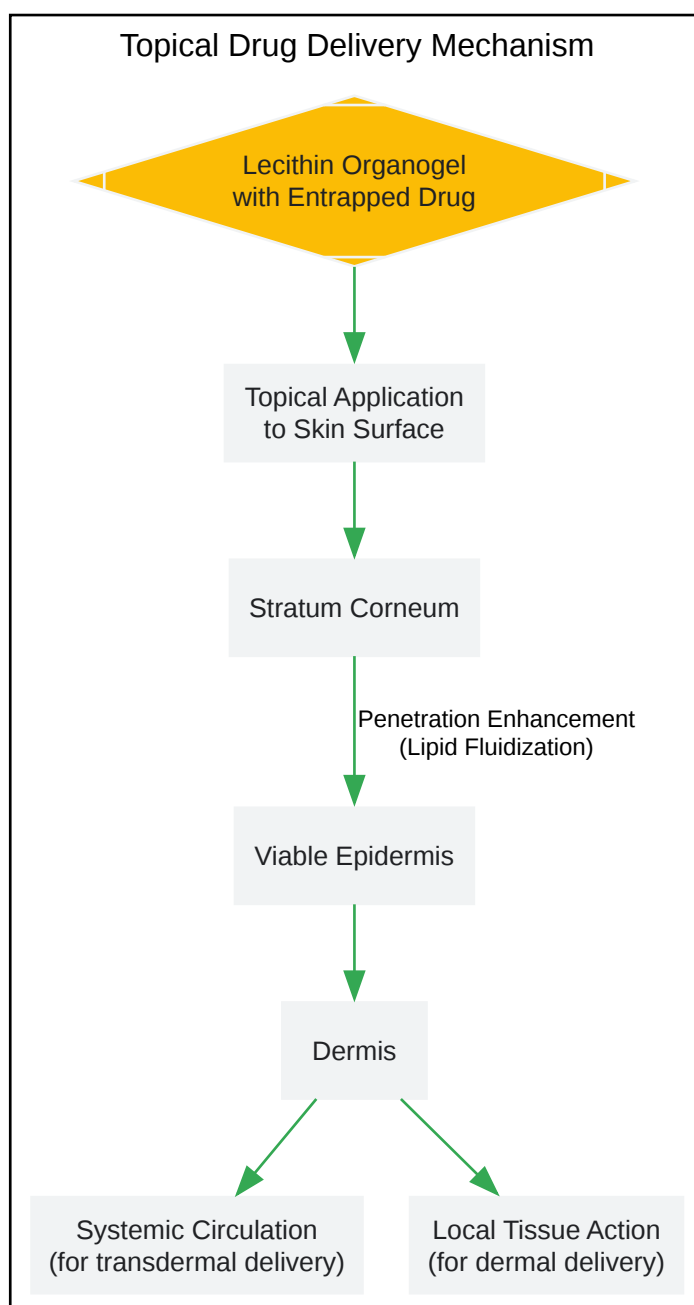 Topical Drug Delivery Mechanism
Lecithin Organogel
with Entrapped Drug
Topical Application
to Skin Surface
Stratum Corneum
Penetration Enhancement
(Lipid Fluidization)
Viable Epidermis
Dermis
Systemic Circulation
(for transdermal delivery)
Local Tissue Action
(for dermal delivery)